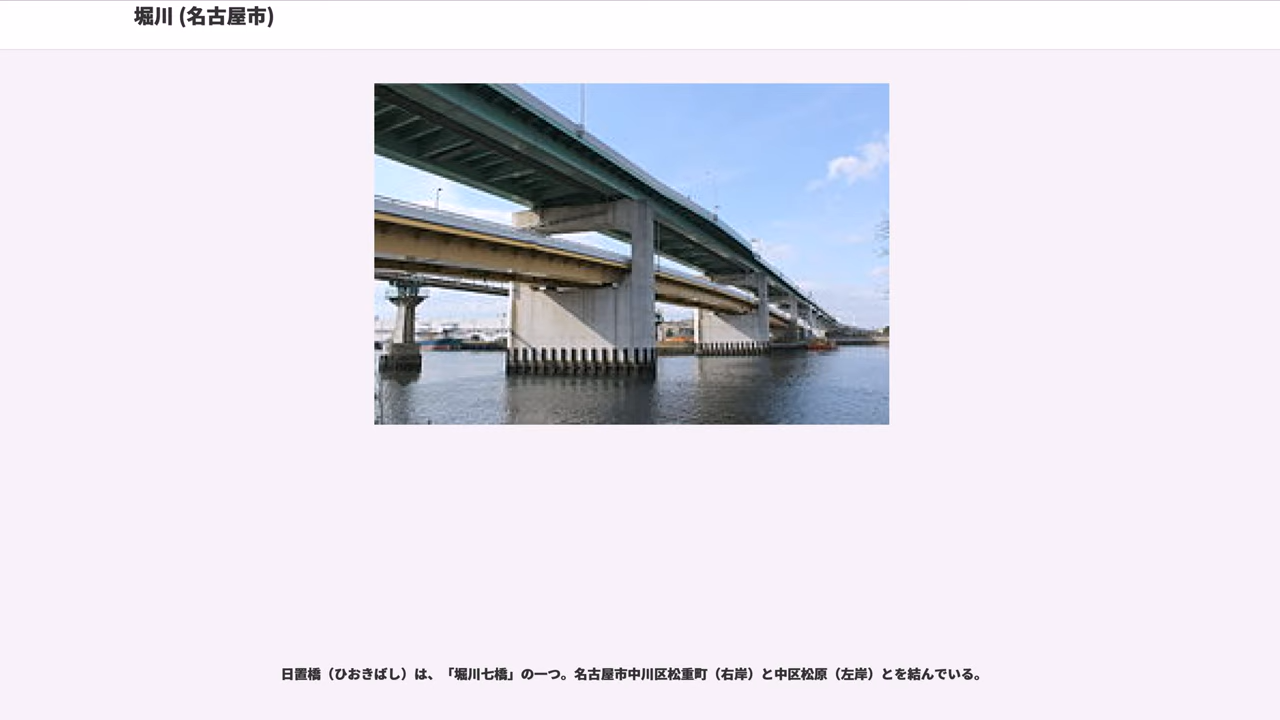 堀川 (名古屋市)
日置橋（ひおきばし）は、「堀川七橋」の一つ。名古屋市中川区松重町（右岸）と中区松原（左岸）とを結んでいる。